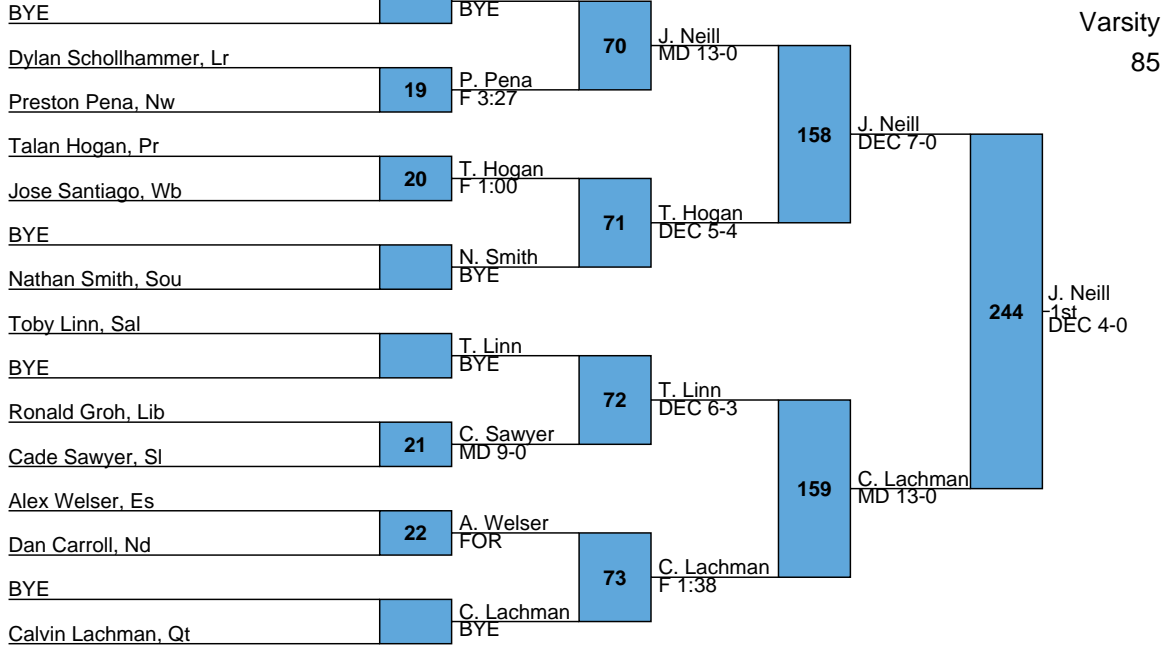 BYE
BYE
Varsity
85
70
J. Neill
MD 13-0
Dylan Schollhammer, Lr
19
P. Pena
F 3:27
Preston Pena, Nw
158
J. Neill
DEC 7-0
Talan Hogan, Pr
20
T. Hogan
F 1:00
Jose Santiago, Wb
71
T. Hogan
DEC 5-4
BYE
N. Smith
BYE
Nathan Smith, Sou
244
J. Neill
1st
DEC 4-0
Toby Linn, Sal
T. Linn
BYE
BYE
72
T. Linn
DEC 6-3
Ronald Groh, Lib
21
C. Sawyer
MD 9-0
Cade Sawyer, Sl
159
C. Lachman
MD 13-0
Alex Welser, Es
22
A. Welser
FOR
Dan Carroll, Nd
73
C. Lachman
F 1:38
BYE
C. Lachman
BYE
Calvin Lachman, Qt